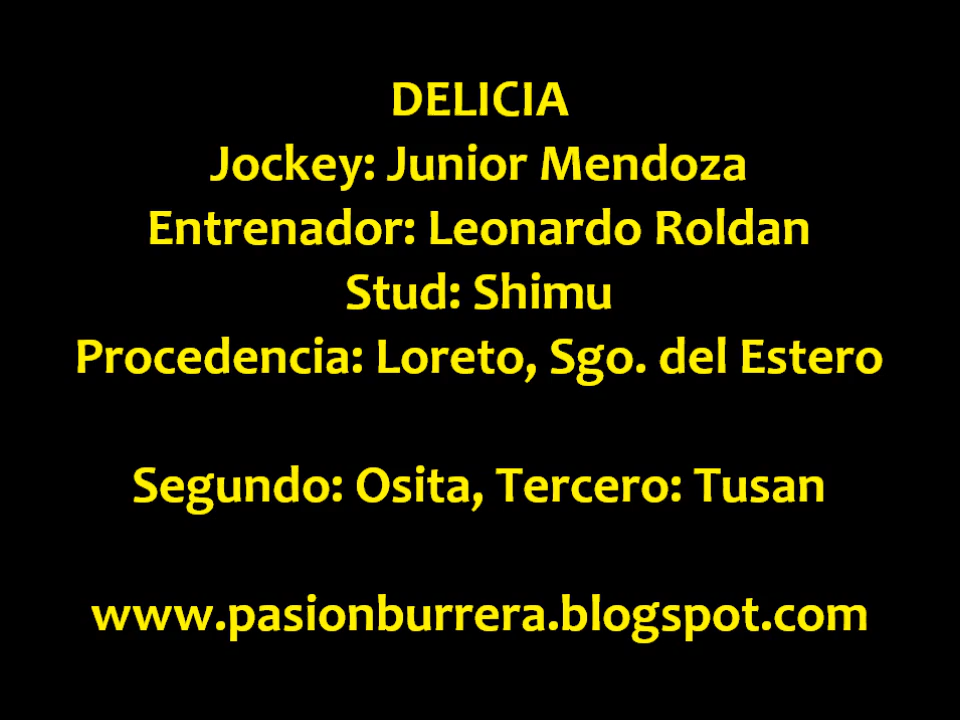 DELICIA
Jockey: Junior Mendoza
Entrenador: Leonardo Roldan
Stud: Shimu
Procedencia: Loreto, Sgo. del Estero
Segundo: Osita, Tercero: Tusan
www.pasionburrera.blogspot.com